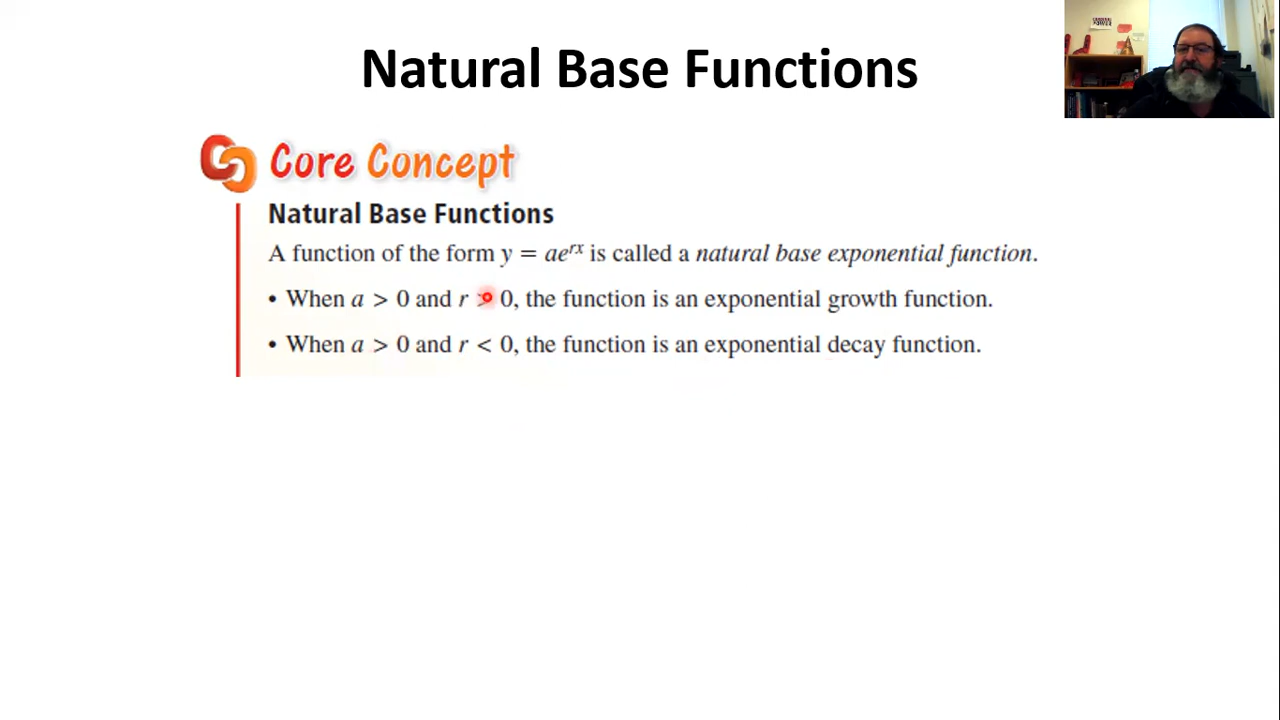 Natural Base Functions
Core Concept
Natural Base Functions
A function of the form y = ae^{rx} is called a natural base exponential function.
• When a > 0 and r > 0, the function is an exponential growth function.
• When a > 0 and r < 0, the function is an exponential decay function.